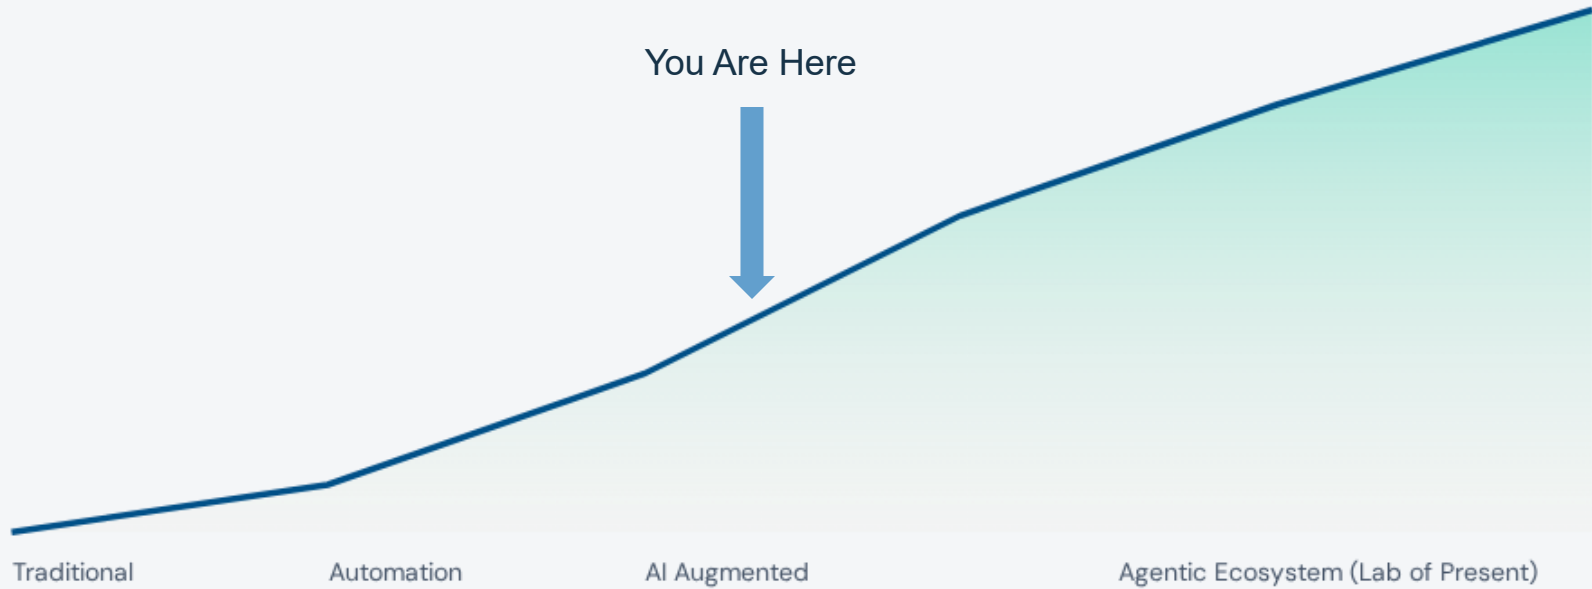 You Are Here
Traditional
Automation
AI Augmented
Agentic Ecosystem (Lab of Present)